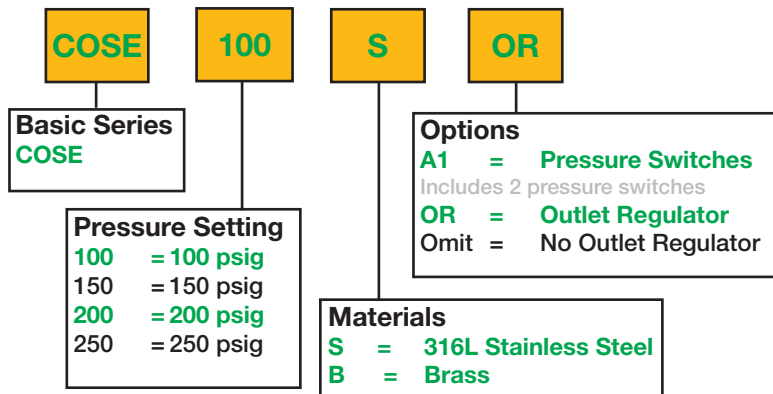 COSE 100 S OR
Basic Series
COSE
Options
A1 = Pressure Switches
Includes 2 pressure switches
OR = Outlet Regulator
Omit = No Outlet Regulator
Pressure Setting
100 = 100 psig
150 = 150 psig
200 = 200 psig
250 = 250 psig
Materials
S = 316L Stainless Steel
B = Brass